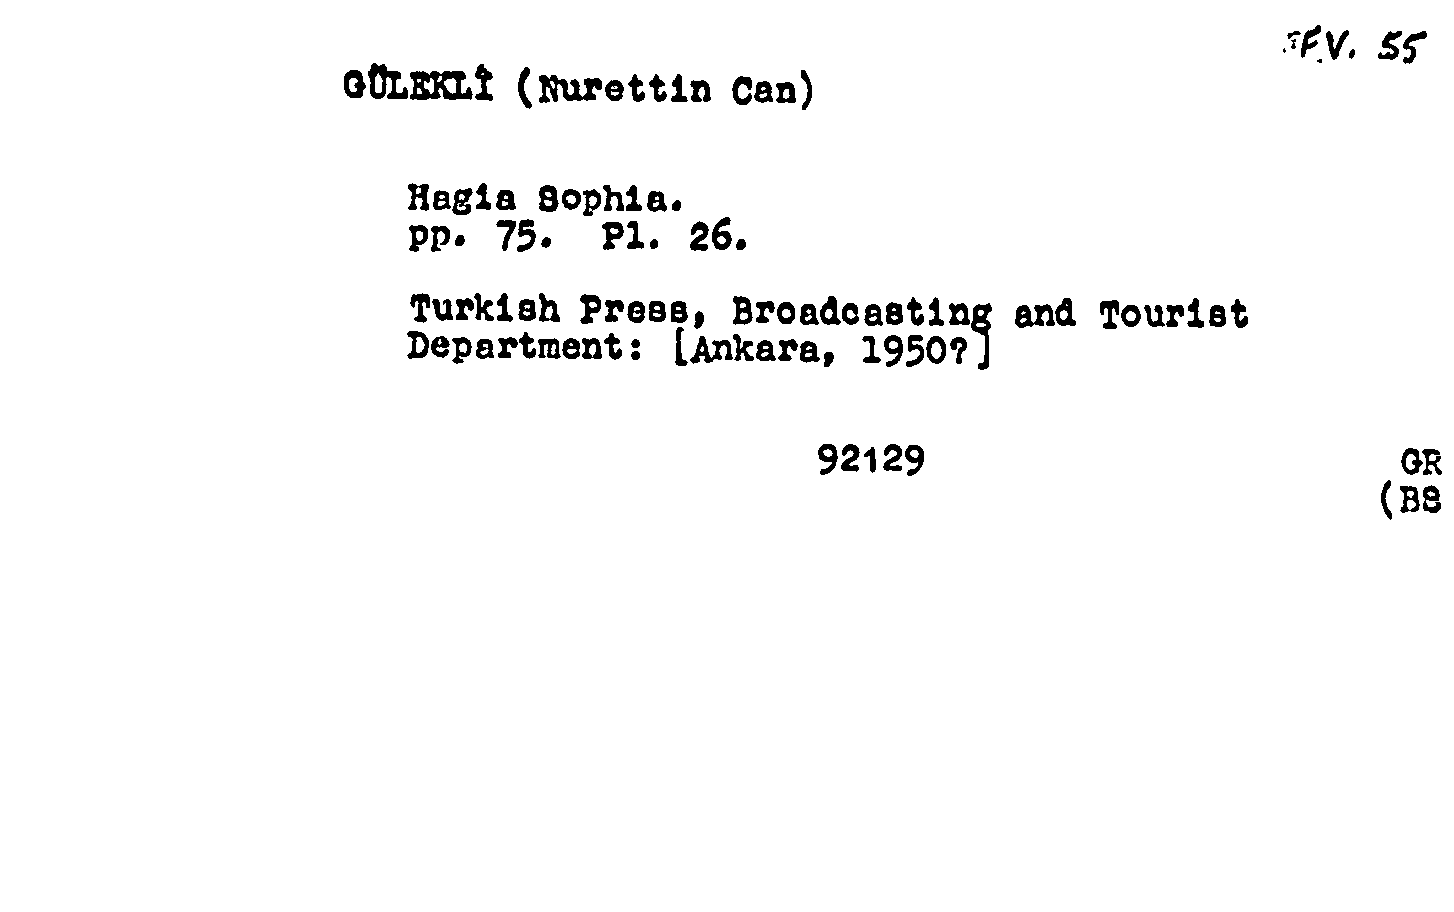 F.V. 55
GÜLEKLİ (Nurettin Can)
Hagia Sophia.
pp. 75. Pl. 26.
Turkish Press, Broadcasting and Tourist
Department: [Ankara, 1950?]
92129
GR
(BS